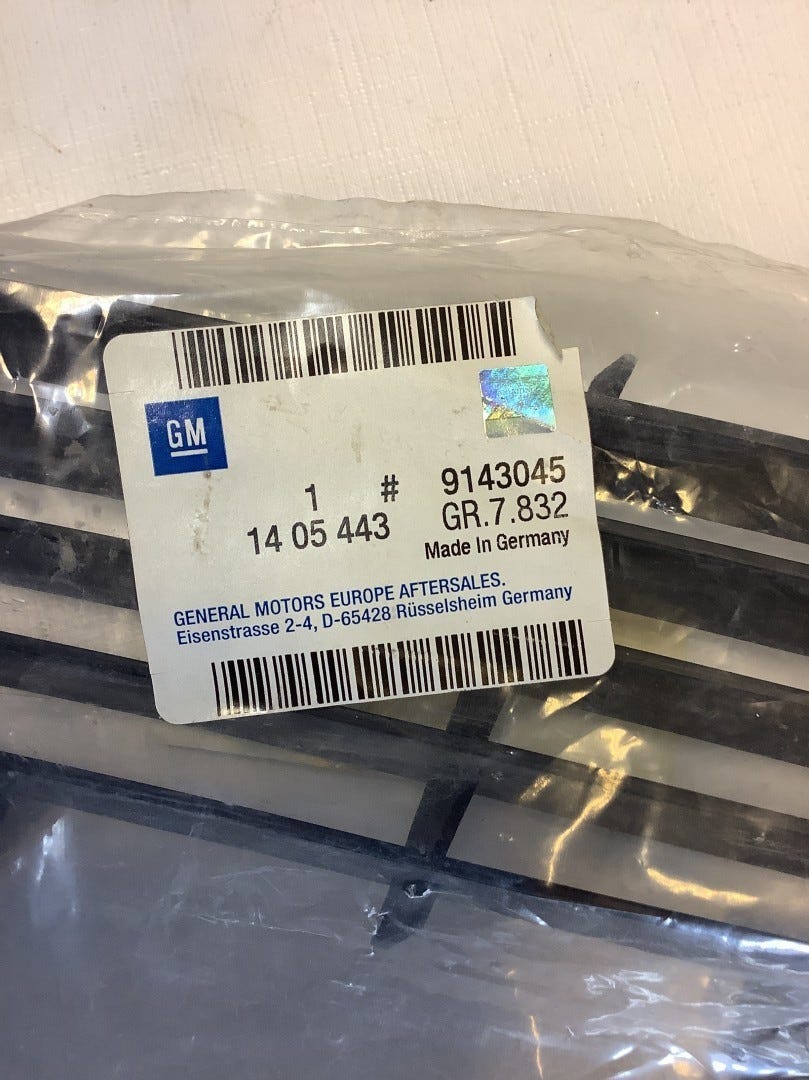 GM
1 # 9143045
14 05 443 GR.7.832
Made In Germany
GENERAL MOTORS EUROPE AFTERSALES.
Eisenstrasse 2-4, D-65428 Rüsselsheim Germany